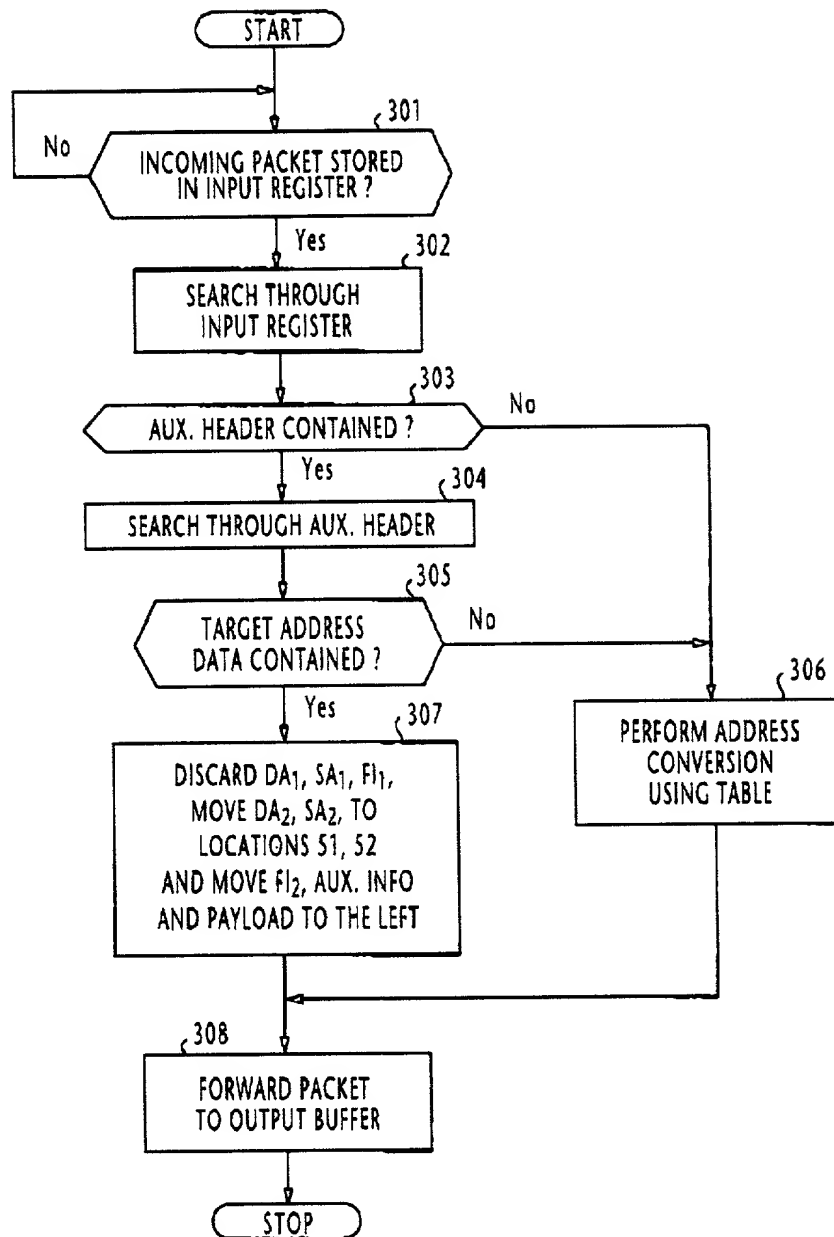 START
301
No
INCOMING PACKET STORED
IN INPUT REGISTER ?
Yes
302
SEARCH THROUGH
INPUT REGISTER
303
AUX. HEADER CONTAINED ?
No
Yes
304
SEARCH THROUGH AUX. HEADER
305
TARGET ADDRESS
DATA CONTAINED ?
No
Yes
306
PERFORM ADDRESS
CONVERSION
USING TABLE
307
DISCARD DA₁, SA₁, FI₁,
MOVE DA₂, SA₂, TO
LOCATIONS 51, 52
AND MOVE FI₂, AUX. INFO
AND PAYLOAD TO THE LEFT
308
FORWARD PACKET
TO OUTPUT BUFFER
STOP